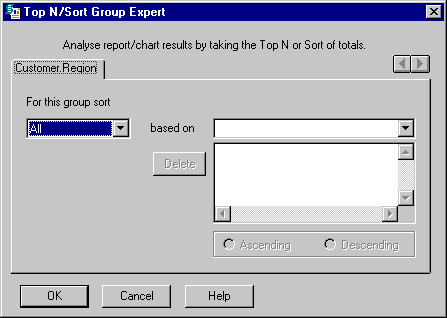 Top N/Sort Group Expert
Analyse report/chart results by taking the Top N or Sort of totals.
Customer.Region
For this group sort
All based on
Delete
Ascending Descending
OK Cancel Help